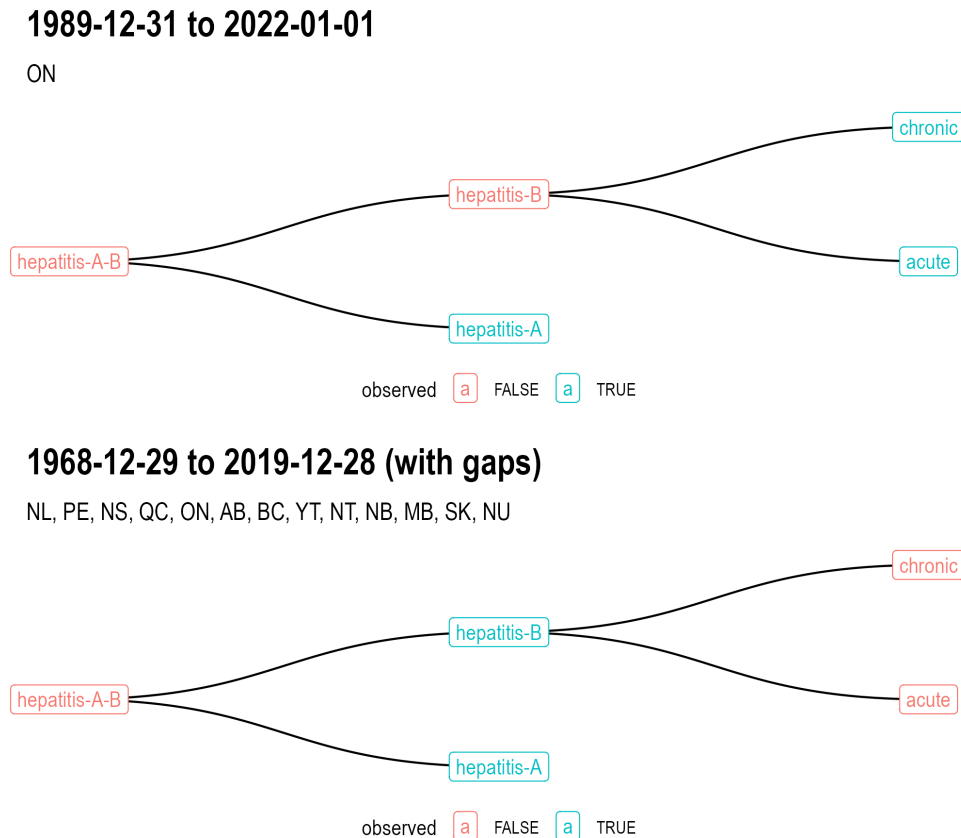 1989-12-31 to 2022-01-01
ON
chronic
hepatitis-B
hepatitis-A-B
acute
hepatitis-A
observed a FALSE a TRUE
1968-12-29 to 2019-12-28 (with gaps)
NL, PE, NS, QC, ON, AB, BC, YT, NT, NB, MB, SK, NU
chronic
hepatitis-B
hepatitis-A-B
acute
hepatitis-A
observed a FALSE a TRUE